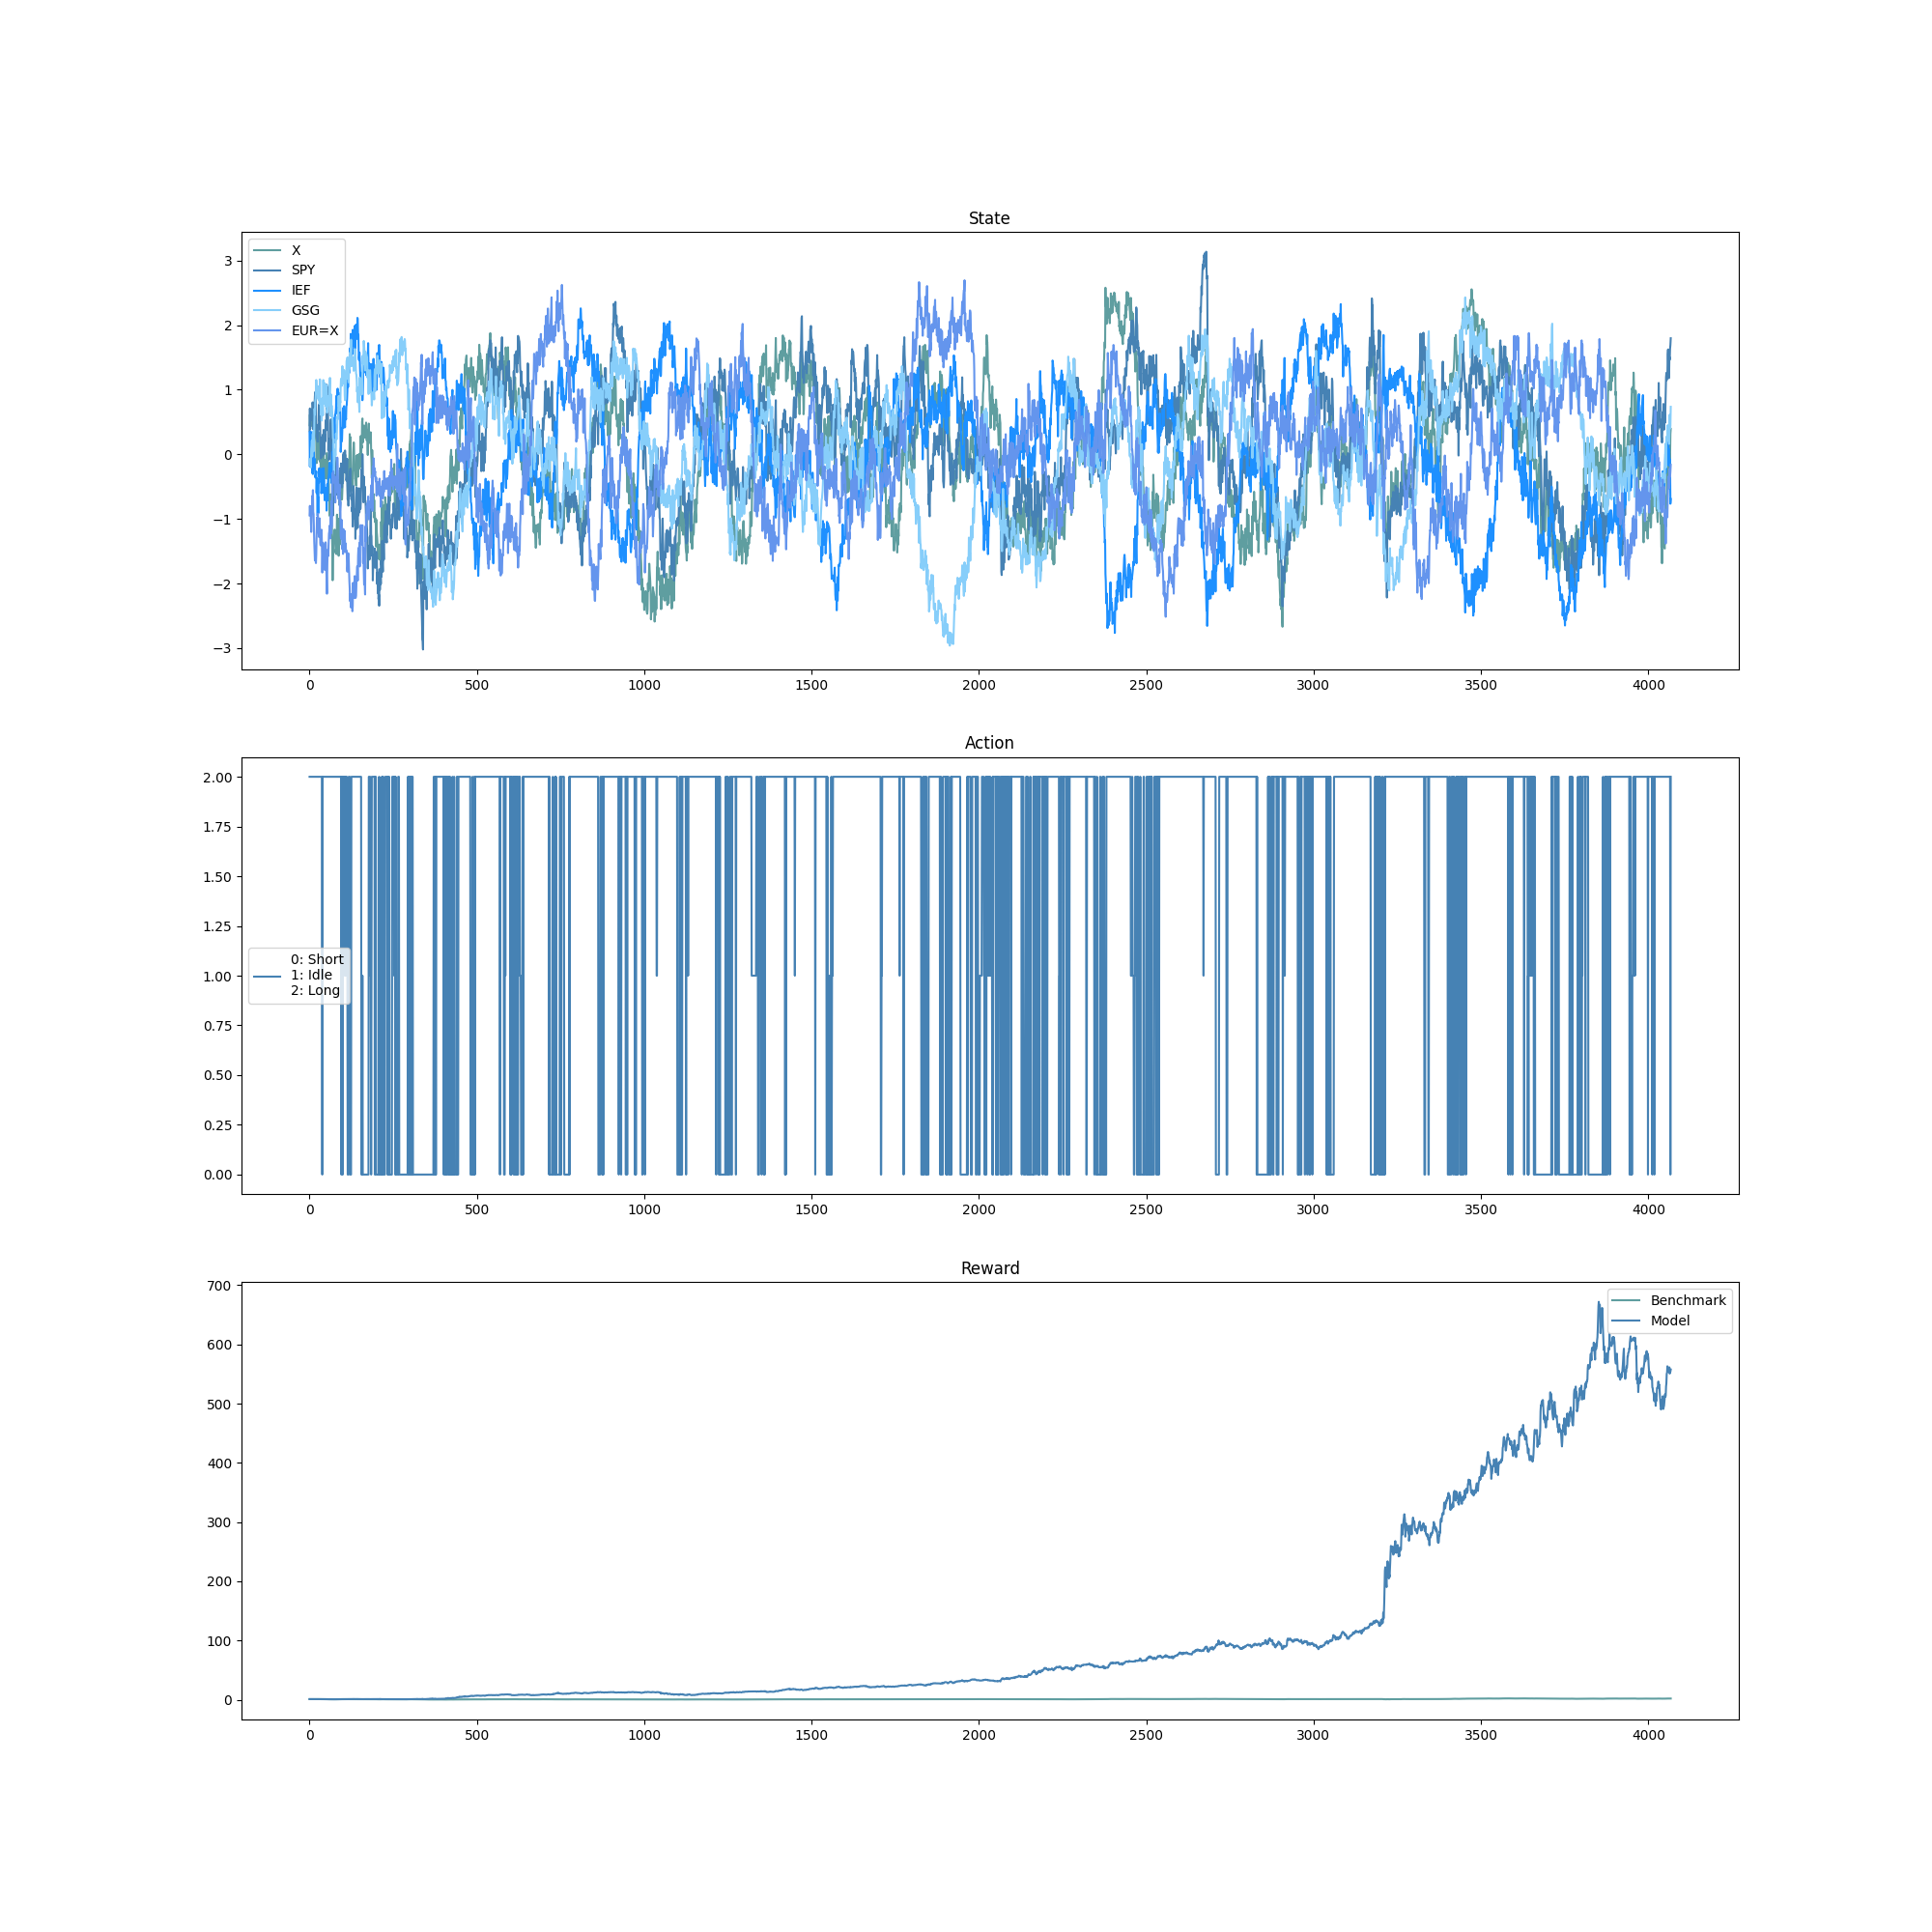 State
X
SPY
IEF
GSG
EUR=X
3
2
1
0
−1
−2
−3
0 500 1000 1500 2000 2500 3000 3500 4000
Action
2.00
1.75
1.50
1.25
1.00
0.75
0.50
0.25
0.00
0: Short
1: Idle
2: Long
0 500 1000 1500 2000 2500 3000 3500 4000
Reward
700
600
500
400
300
200
100
0
Benchmark
Model
0 500 1000 1500 2000 2500 3000 3500 4000